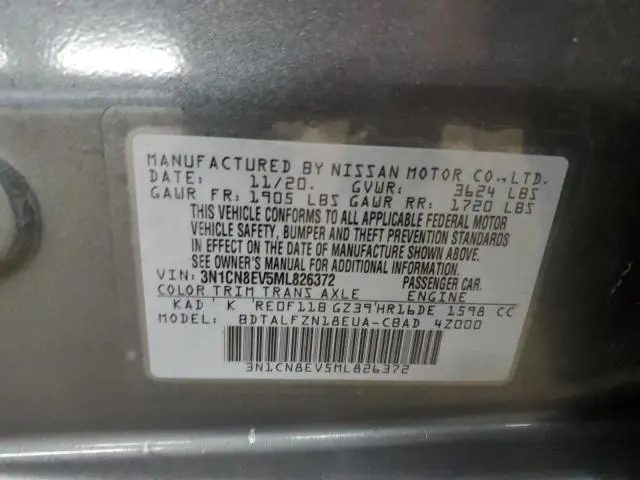 MANUFACTURED BY NISSAN MOTOR CO.,LTD.
DATE: 11/20. GVWR: 3624 LBS
GAWR FR: 1905 LBS GAWR RR: 1720 LBS
THIS VEHICLE CONFORMS TO ALL APPLICABLE FEDERAL MOTOR
VEHICLE SAFETY, BUMPER AND THEFT PREVENTION STANDARDS
IN EFFECT ON THE DATE OF MANUFACTURE SHOWN ABOVE.
SEE OWNER'S MANUAL FOR ADDITIONAL INFORMATION.
VIN: 3N1CN8EV5ML826372 PASSENGER CAR.
COLOR TRIM TRANS AXLE ENGINE
KAD ' K 'RE0F11B GZ39'HR16DE 1598 CC
MODEL: BDTALFZN18EUA-CBAD 4Z000
3N1CN8EV5ML826372